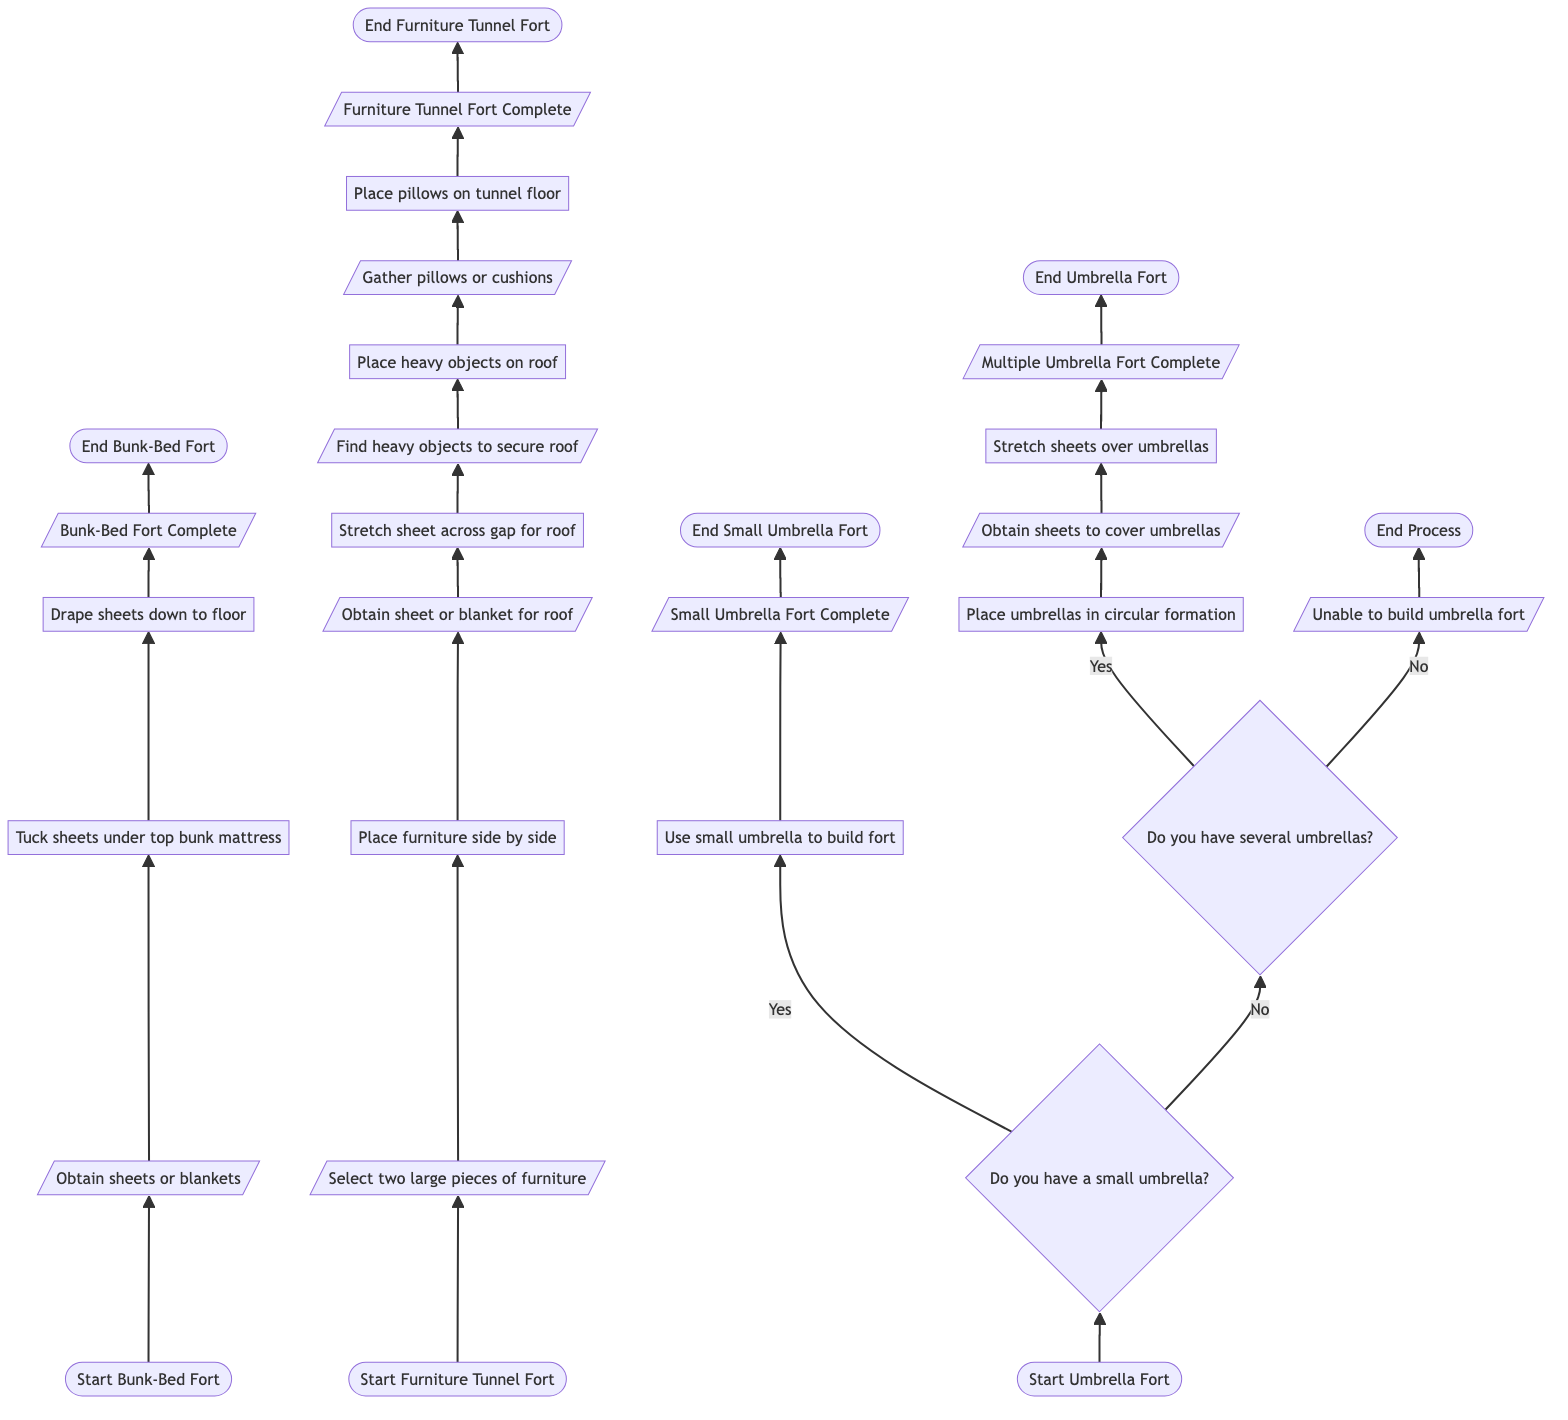 End Furniture Tunnel Fort
Furniture Tunnel Fort Complete
Place pillows on tunnel floor
Gather pillows or cushions
End Umbrella Fort
Place heavy objects on roof
Multiple Umbrella Fort Complete
End Bunk-Bed Fort
Find heavy objects to secure roof
Stretch sheets over umbrellas
Bunk-Bed Fort Complete
Stretch sheet across gap for roof
End Small Umbrella Fort
Obtain sheets to cover umbrellas
End Process
Drape sheets down to floor
Obtain sheet or blanket for roof
Small Umbrella Fort Complete
Place umbrellas in circular formation
Unable to build umbrella fort
Yes
No
Tuck sheets under top bunk mattress
Place furniture side by side
Use small umbrella to build fort
Do you have several umbrellas?
Yes
No
Obtain sheets or blankets
Select two large pieces of furniture
Do you have a small umbrella?
Start Bunk-Bed Fort
Start Furniture Tunnel Fort
Start Umbrella Fort